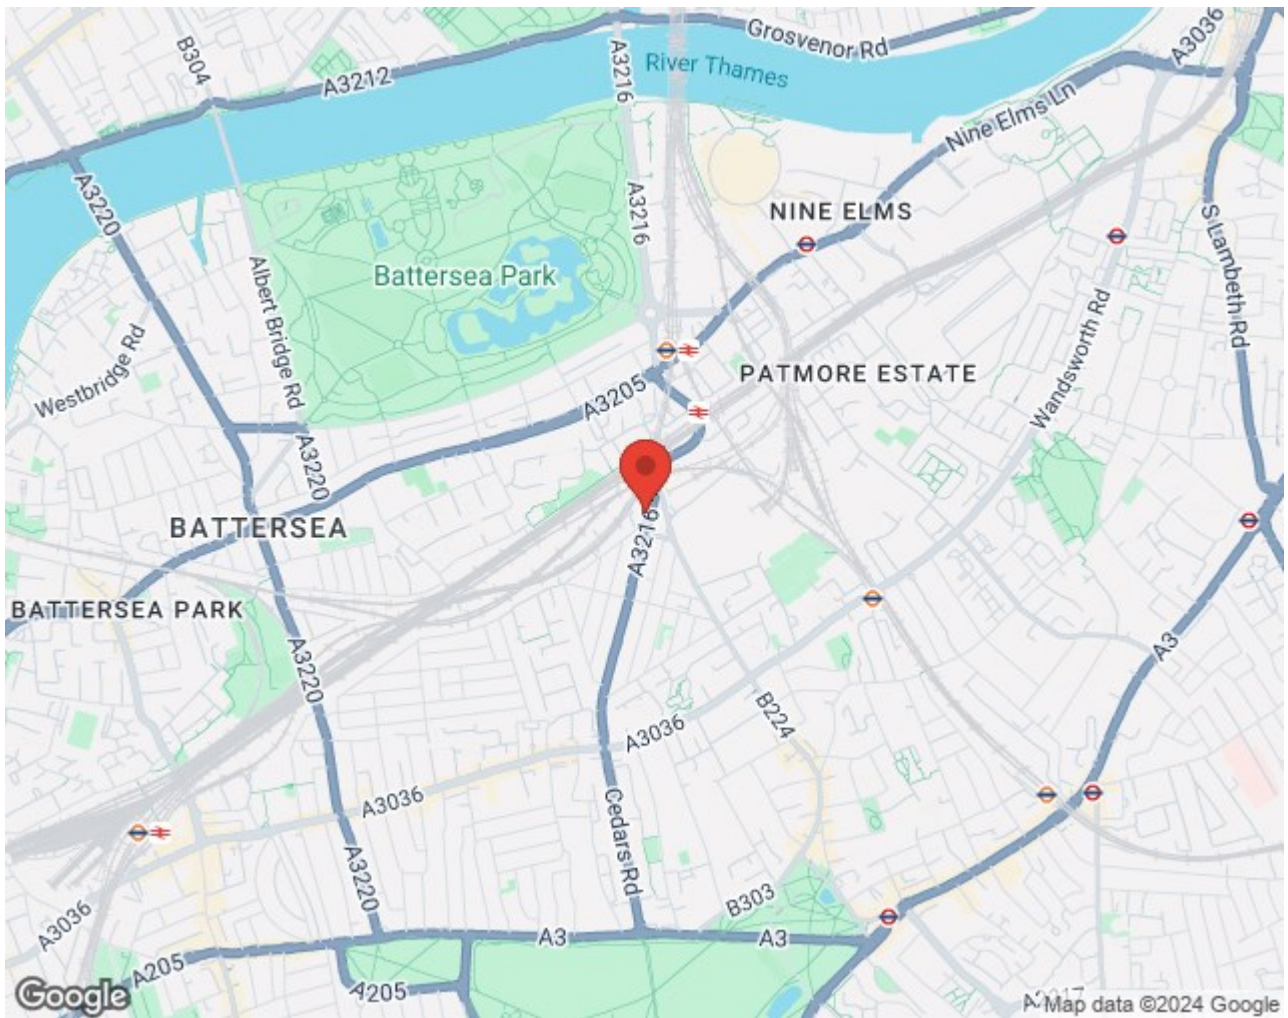 Grosvenor Rd
A3036
B304
A3216
River Thames
A3212
Nine Elms Ln
A3220
A3216
NINE ELMS
S Lambeth Rd
Battersea Park
Albert Bridge Rd
Westbridge Rd
Wandsworth Rd
PATMORE ESTATE
A3205
A3220
BATTERSEA
A3216
BATTERSEA PARK
A3
A3220
B224
A3036
A3036
Cedars Rd
A3220
B303
A3036
A3
A3
A205
A205
Google
Map data ©2024 Google